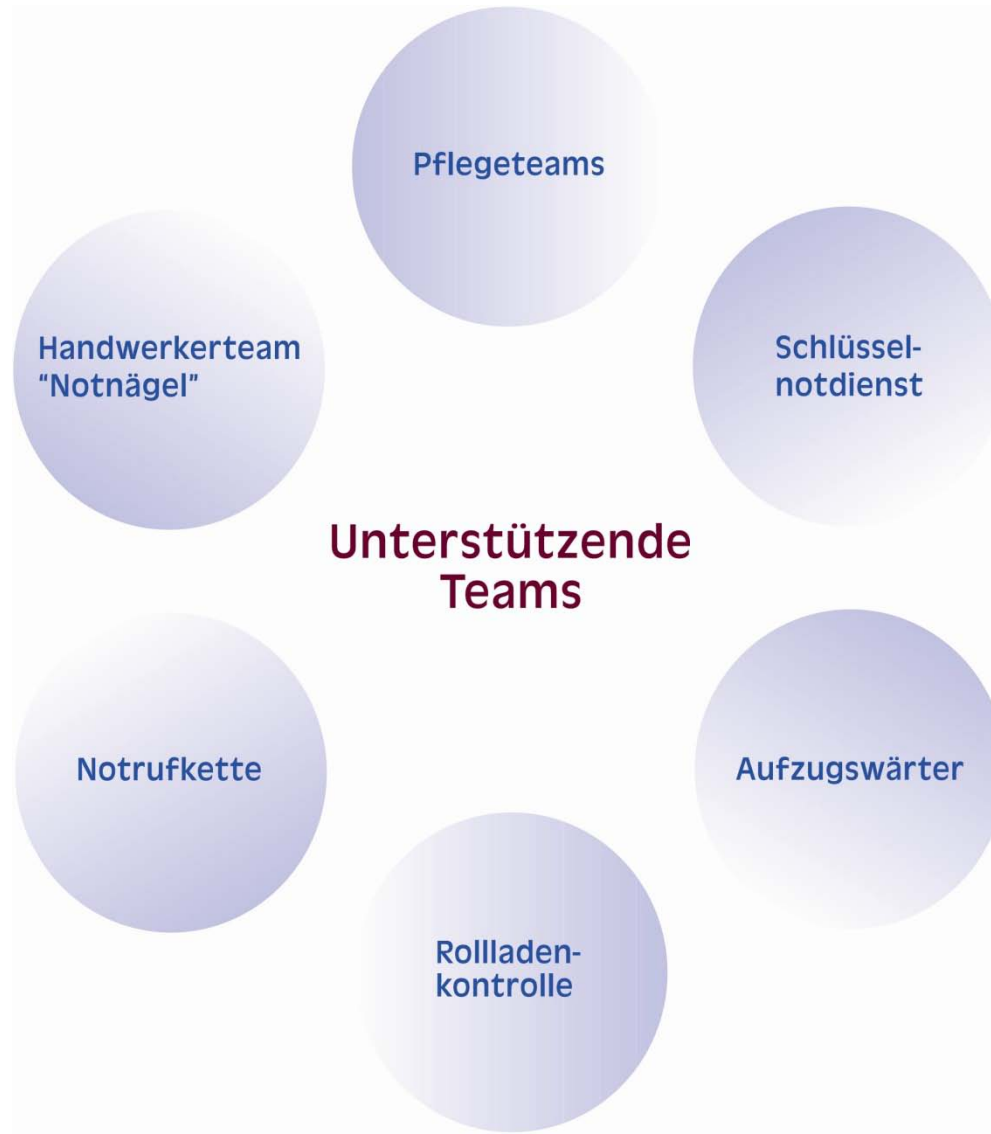 Pflegeteams
Handwerkerteam
"Notnägel"
Schlüssel-
notdienst
Unterstützende
Teams
Notrufkette
Aufzugswärter
Rollladen-
kontrolle